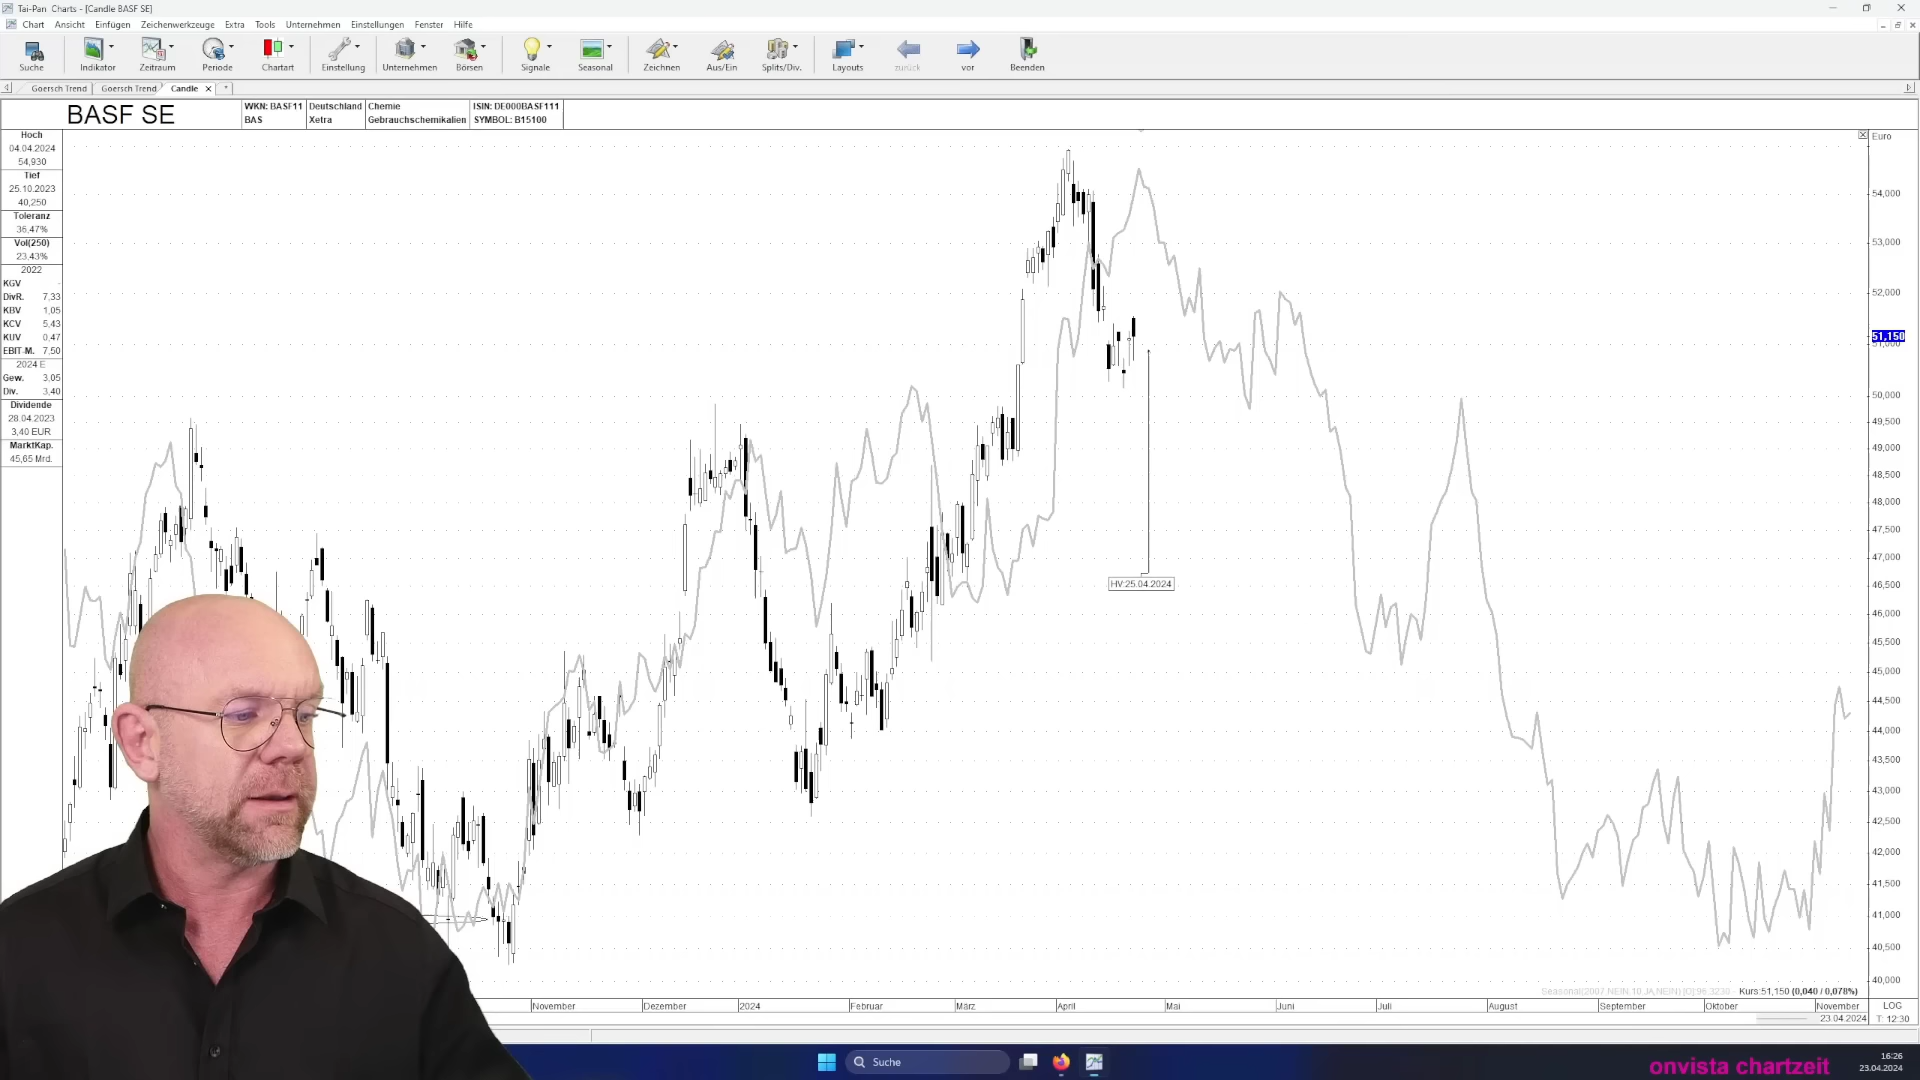 Tai-Pan Charts - [Candle BASF SE]
Chart Ansicht Einfügen Zeichenwerkzeuge Extra Tools Unternehmen Einstellungen Fenster Hilfe
Suche Indikator Zeitraum Periode Chartart Einstellung Unternehmen Börsen Signale Seasonal Zeichnen Aus/Ein Splits/Div. Layouts zurück vor Beenden
Goersch Trend Goersch Trend Candle
BASF SE
WKN: BASF11 Deutschland Chemie ISIN: DE000BASF111
BAS Xetra Gebrauchschemikalien SYMBOL: B15100
Hoch
04.04.2024
54,930
Tief
25.10.2023
40,250
Toleranz
36,47%
Vol(250)
23,43%
2022
KGV -
DivR. 7,33
KBV 1,05
KCV 5,43
KUV 0,47
EBIT-M. 7,50
2024 E
Gew. 3,05
Div. 3,40
Dividende
28.04.2023
3,40 EUR
MarktKap.
45,65 Mrd.
Euro
54,000
53,000
52,000
51,150
51,000
50,000
49,500
49,000
48,500
48,000
47,500
47,000
46,500
46,000
45,500
45,000
44,500
44,000
43,500
43,000
42,500
42,000
41,500
41,000
40,500
40,000
HV:25.04.2024
Kurs:51,150 (0,040 / 0,078%)
November Dezember 2024 Februar März April Mai Juni Juli August September Oktober November LOG
23.04.2024 T: 12:30
Suche
onvista chartzeit
16:26
23.04.2024